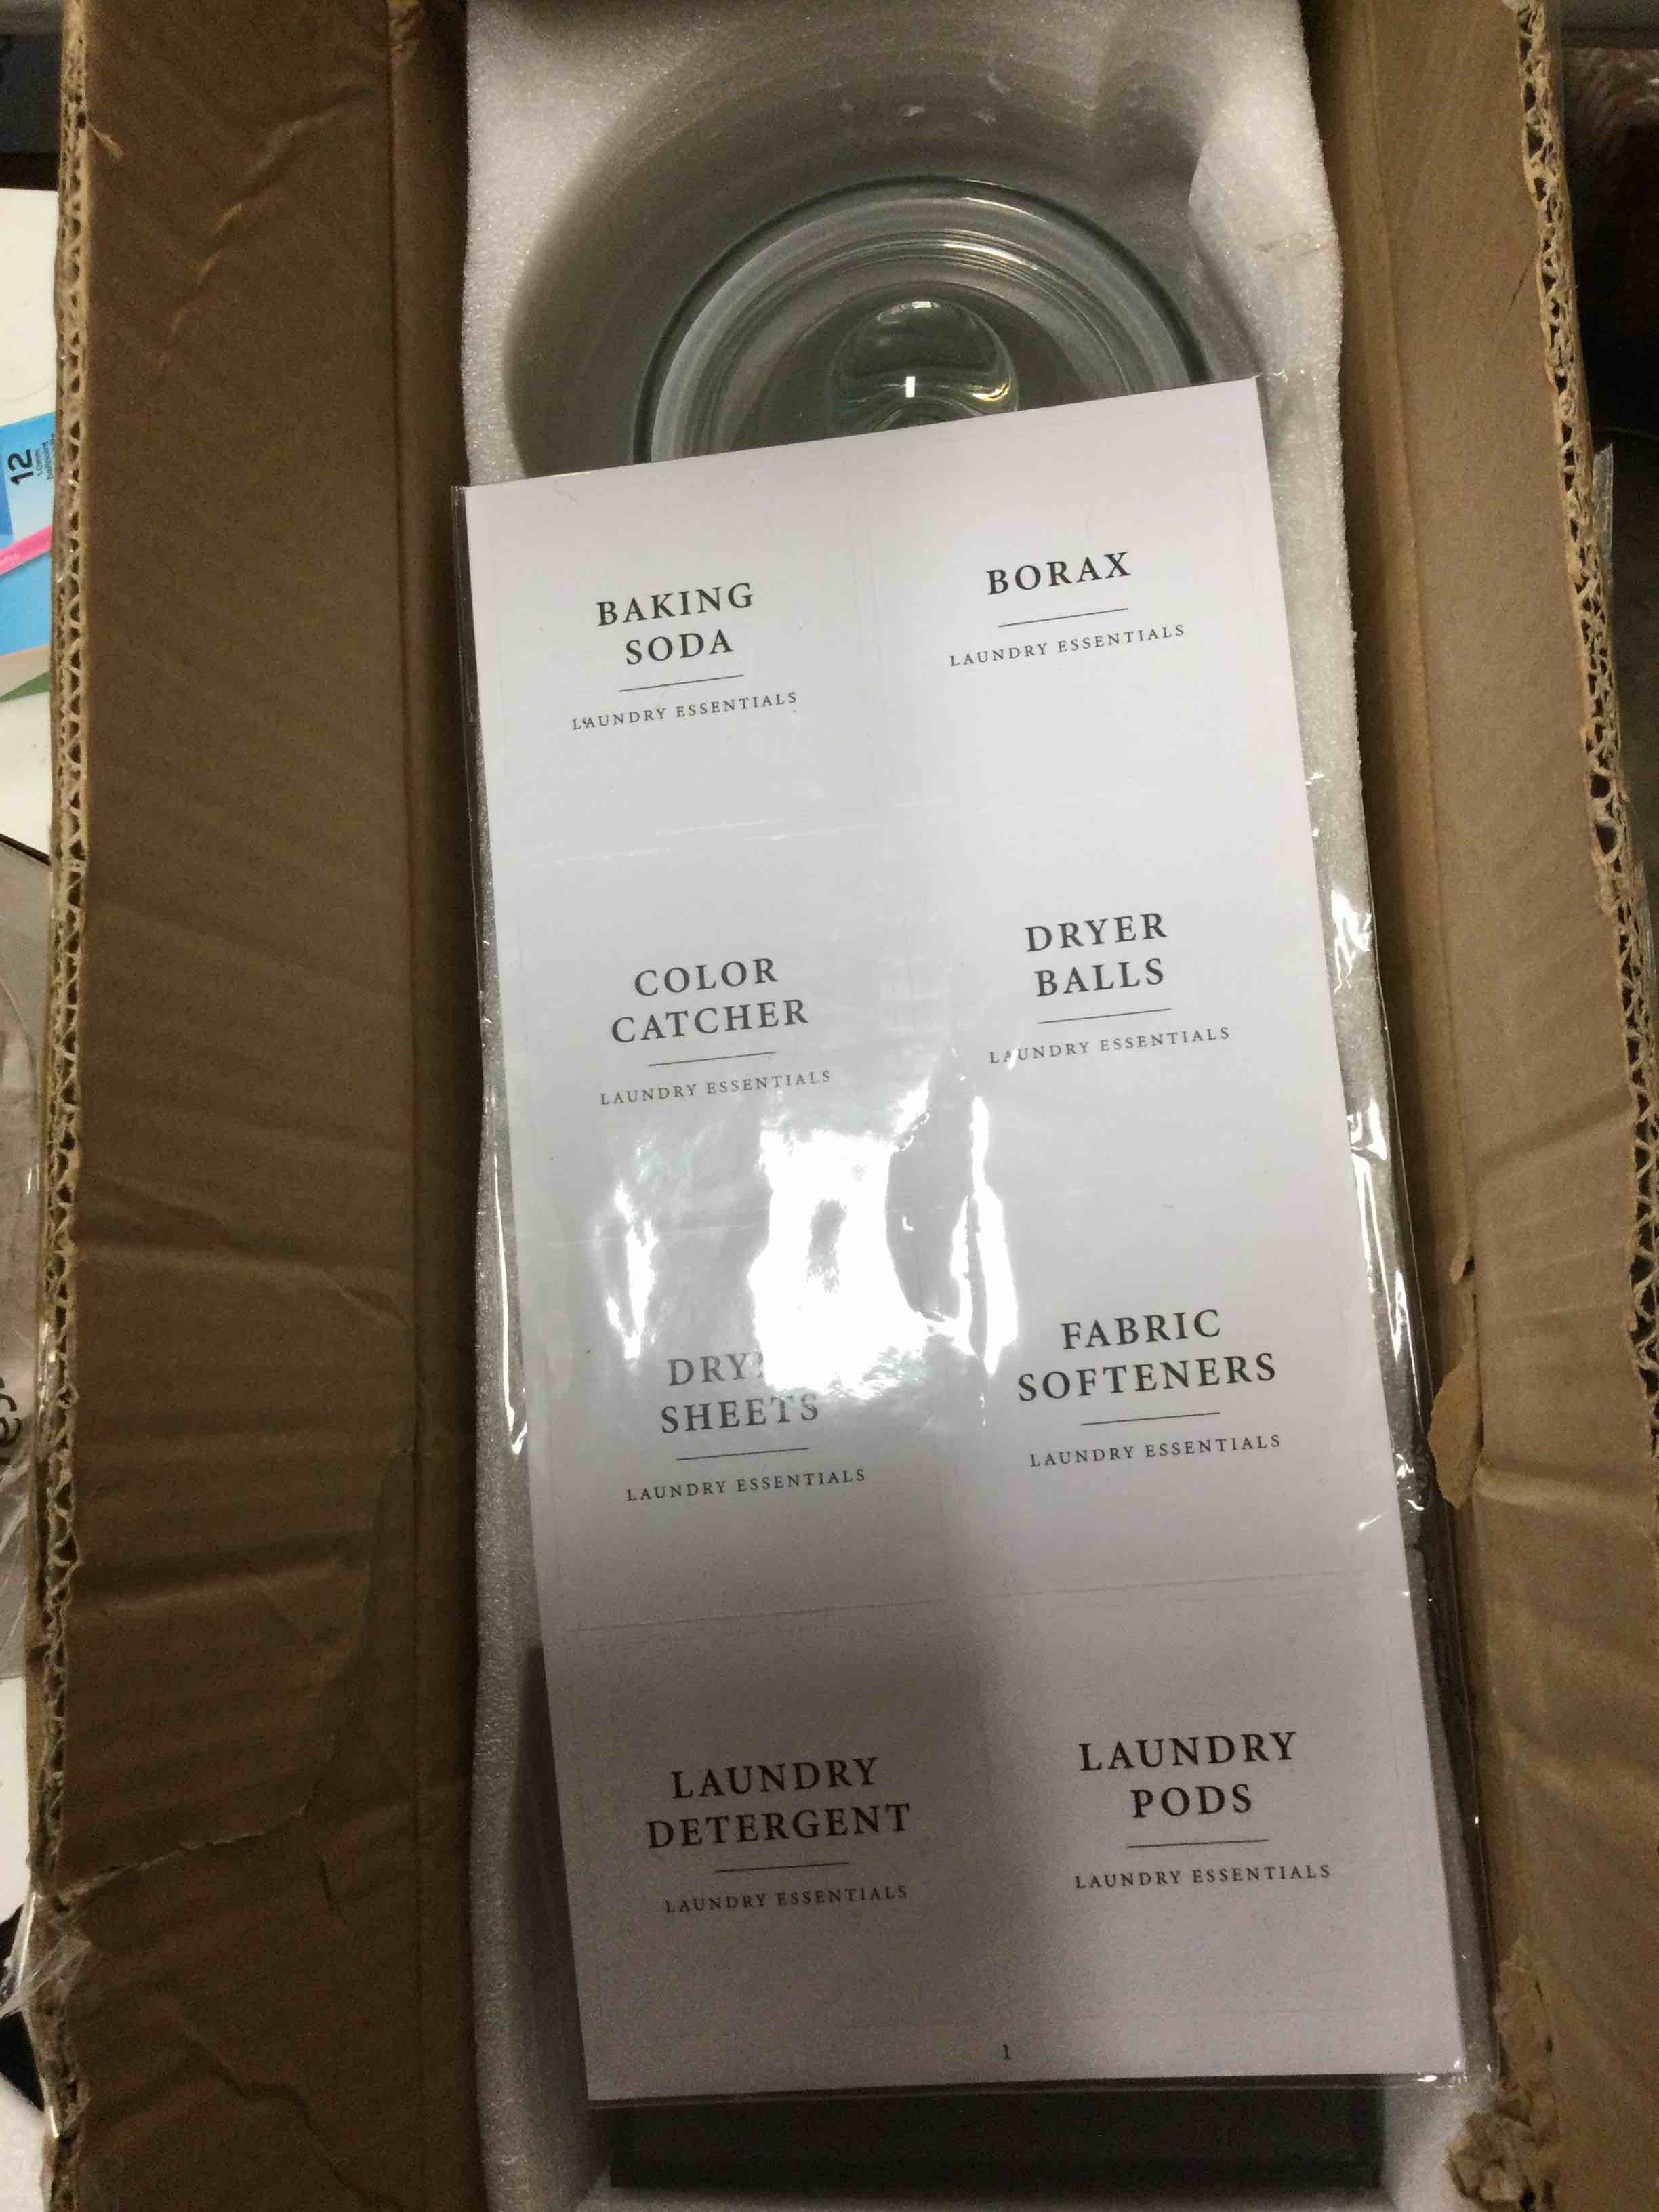 BAKING
SODA
LAUNDRY ESSENTIALS
BORAX
LAUNDRY ESSENTIALS
COLOR
CATCHER
LAUNDRY ESSENTIALS
DRYER
BALLS
LAUNDRY ESSENTIALS
SHEETS
LAUNDRY ESSENTIALS
FABRIC
SOFTENERS
LAUNDRY ESSENTIALS
LAUNDRY
DETERGENT
LAUNDRY ESSENTIALS
LAUNDRY
PODS
LAUNDRY ESSENTIALS
1
12